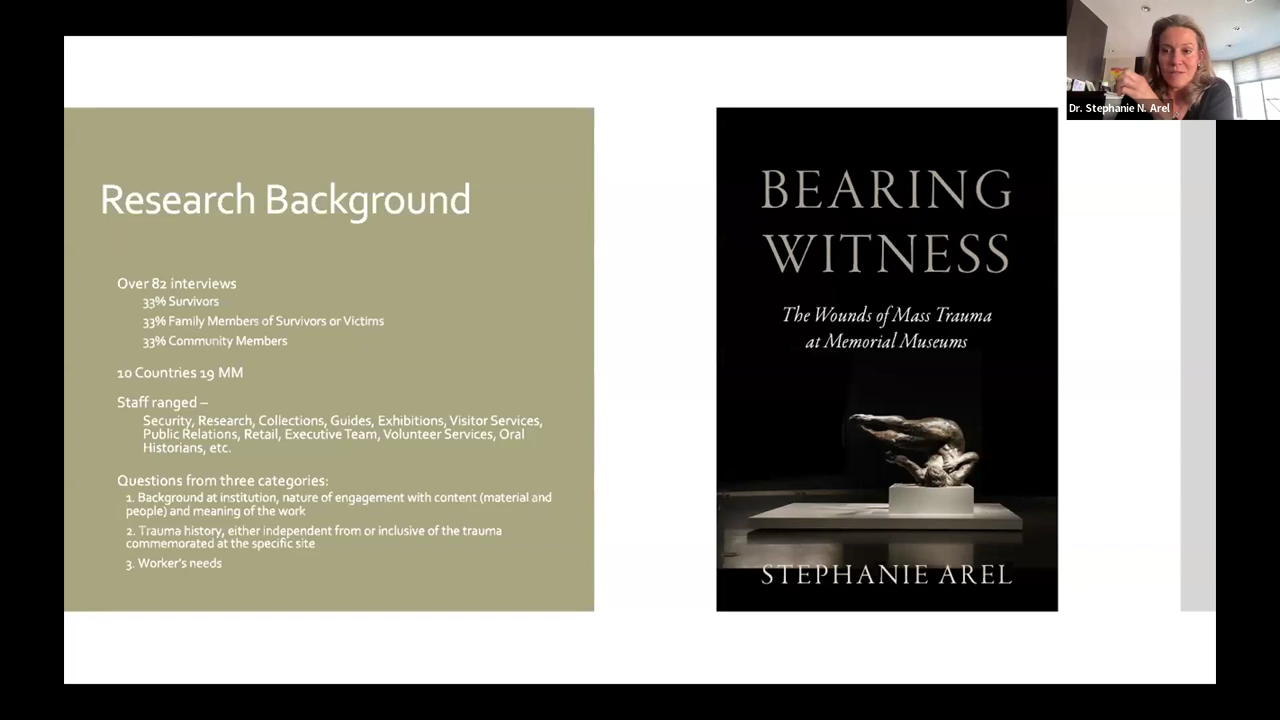 Dr. Stephanie N. Arel
Research Background
Over 82 interviews
33% Survivors
33% Family Members of Survivors or Victims
33% Community Members
10 Countries 19 MM
Staff ranged –
Security, Research, Collections, Guides, Exhibitions, Visitor Services,
Public Relations, Retail, Executive Team, Volunteer Services, Oral
Historians, etc.
Questions from three categories:
1. Background at institution, nature of engagement with content (material and
people) and meaning of the work
2. Trauma history, either independent from or inclusive of the trauma
commemorated at the specific site
3. Worker's needs
BEARING
WITNESS
The Wounds of Mass Trauma
at Memorial Museums
STEPHANIE AREL